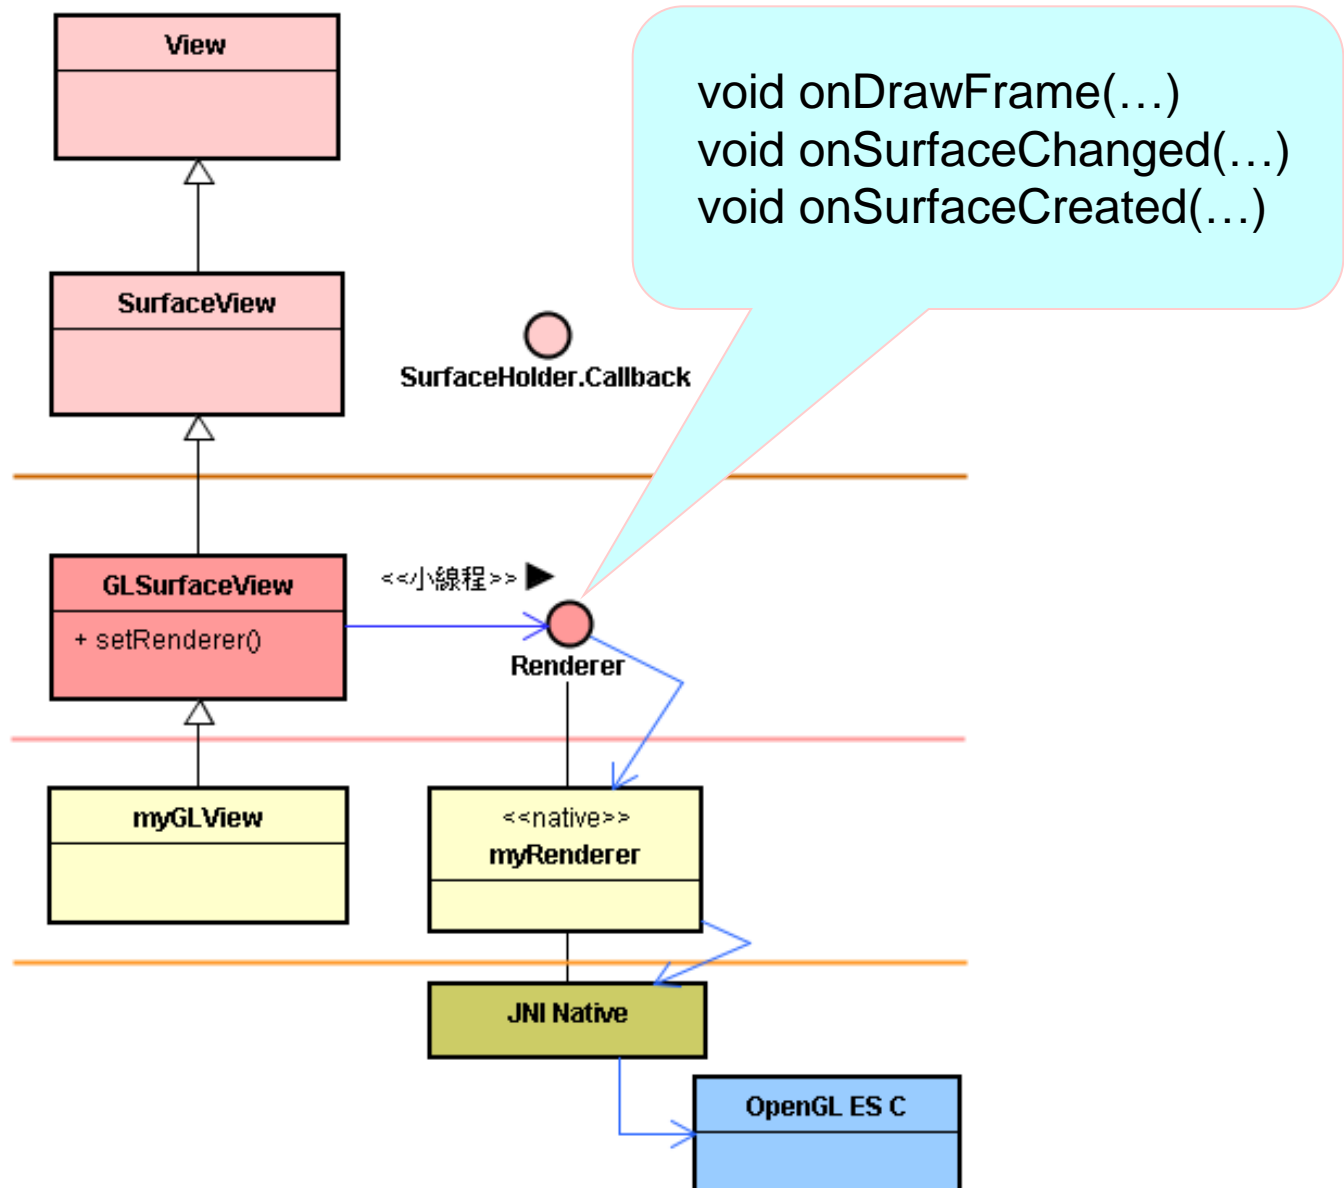 View
void onDrawFrame(…)
void onSurfaceChanged(…)
void onSurfaceCreated(…)
SurfaceView
SurfaceHolder.Callback
GLSurfaceView
+ setRenderer()
<<小線程>>
Renderer
myGLView
<<native>>
myRenderer
JNI Native
OpenGL ES C